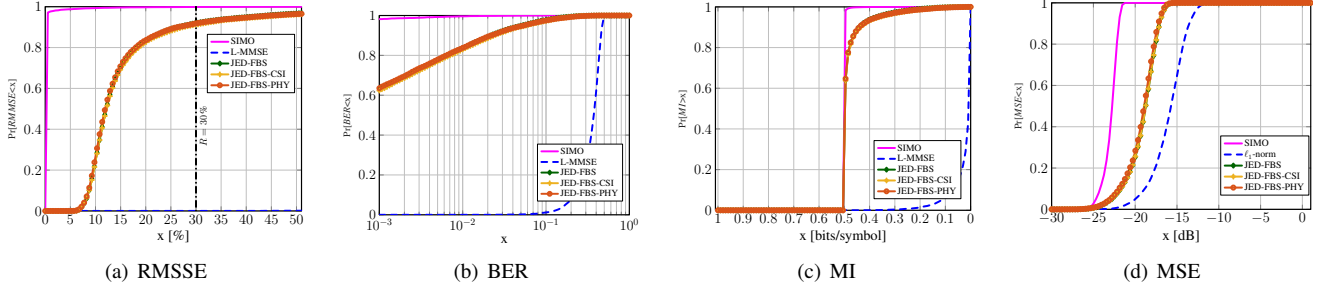 1
0.8
0.6
0.4
0.2
0
Pr[RMSE<x]
SIMO
L-MMSE
JED-FBS
JED-FBS-CSI
JED-FBS-PHY
R = 30%
0 5 10 15 20 25 30 35 40 45 50
x [%]
(a) RMSSE
1
0.8
0.6
0.4
0.2
0
Pr[BER<x]
SIMO
L-MMSE
JED-FBS
JED-FBS-CSI
JED-FBS-PHY
10−3 10−2 10−1 100
x
(b) BER
1
0.8
0.6
0.4
0.2
0
Pr[MI>x]
SIMO
L-MMSE
JED-FBS
JED-FBS-CSI
JED-FBS-PHY
1 0.9 0.8 0.7 0.6 0.5 0.4 0.3 0.2 0.1 0
x [bits/symbol]
(c) MI
1
0.8
0.6
0.4
0.2
0
Pr[MSE<x]
SIMO
ℓ1-norm
JED-FBS
JED-FBS-CSI
JED-FBS-PHY
−30 −25 −20 −15 −10 −5 0
x [dB]
(d) MSE